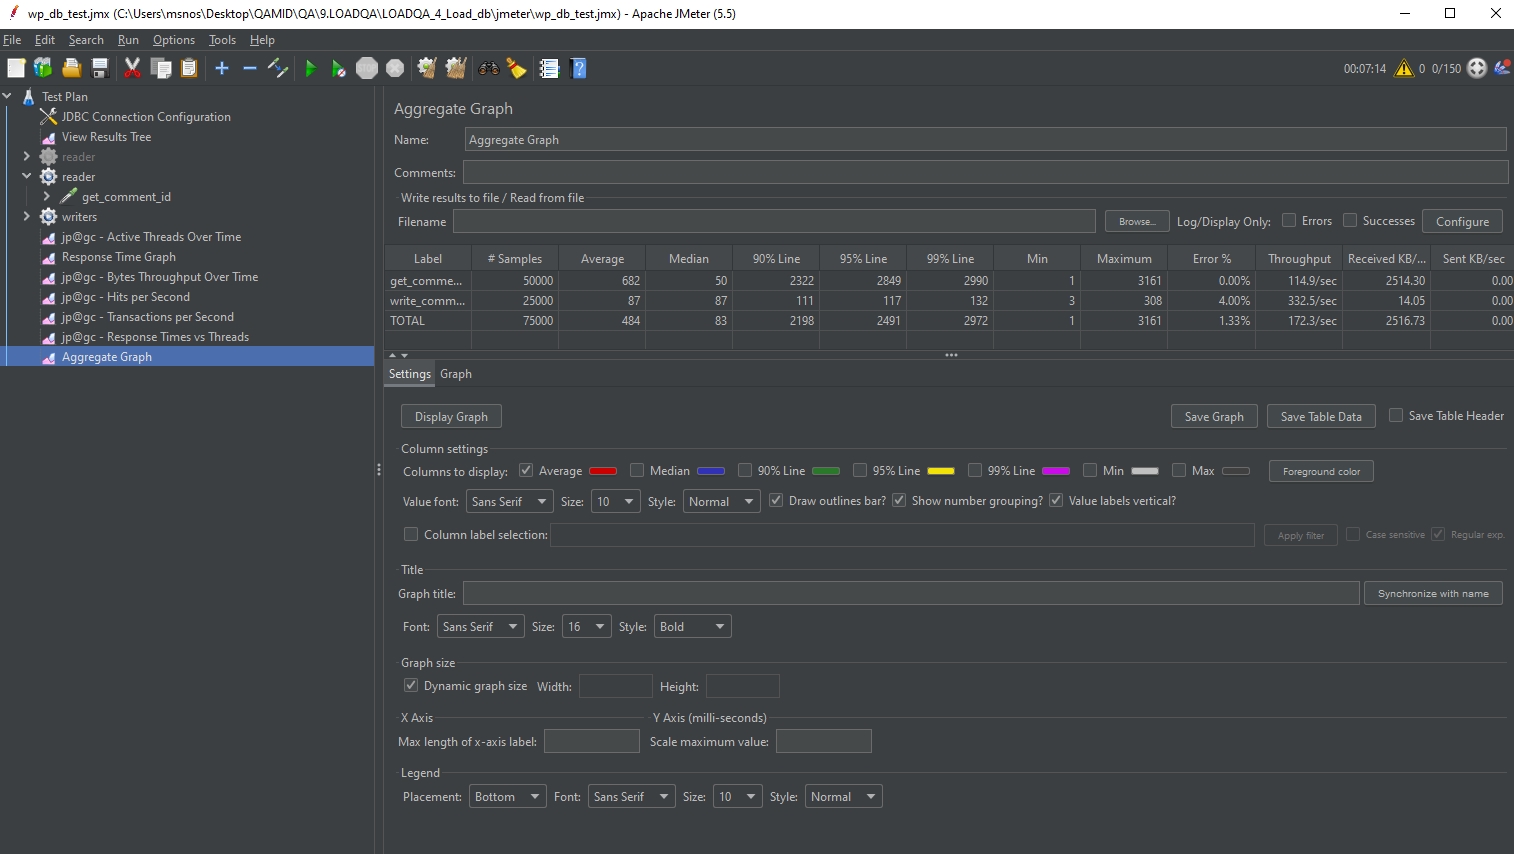 wp_db_test.jmx (C:\Users\msnos\Desktop\QAMID\QA\9.LOADQA\LOADQA_4_Load_db\jmeter\wp_db_test.jmx) - Apache JMeter (5.5)
File Edit Search Run Options Tools Help
STOP 00:07:14 0 0/150
Test Plan
JDBC Connection Configuration
View Results Tree
reader
reader
get_comment_id
writers
jp@gc - Active Threads Over Time
Response Time Graph
jp@gc - Bytes Throughput Over Time
jp@gc - Hits per Second
jp@gc - Transactions per Second
jp@gc - Response Times vs Threads
Aggregate Graph
Aggregate Graph
Name: Aggregate Graph
Comments:
Write results to file / Read from file
Filename Browse... Log/Display Only: Errors Successes Configure
Label # Samples Average Median 90% Line 95% Line 99% Line Min Maximum Error % Throughput Received KB/... Sent KB/sec
get_comme... 50000 682 50 2322 2849 2990 1 3161 0.00% 114.9/sec 2514.30 0.00
write_comm... 25000 87 87 111 117 132 3 308 4.00% 332.5/sec 14.05 0.00
TOTAL 75000 484 83 2198 2491 2972 1 3161 1.33% 172.3/sec 2516.73 0.00
Settings Graph
Display Graph Save Graph Save Table Data Save Table Header
Column settings
Columns to display: Average Median 90% Line 95% Line 99% Line Min Max Foreground color
Value font: Sans Serif Size: 10 Style: Normal Draw outlines bar? Show number grouping? Value labels vertical?
Column label selection: Apply filter Case sensitive Regular exp.
Title
Graph title: Synchronize with name
Font: Sans Serif Size: 16 Style: Bold
Graph size
Dynamic graph size Width: Height:
X Axis Y Axis (milli-seconds)
Max length of x-axis label: Scale maximum value:
Legend
Placement: Bottom Font: Sans Serif Size: 10 Style: Normal